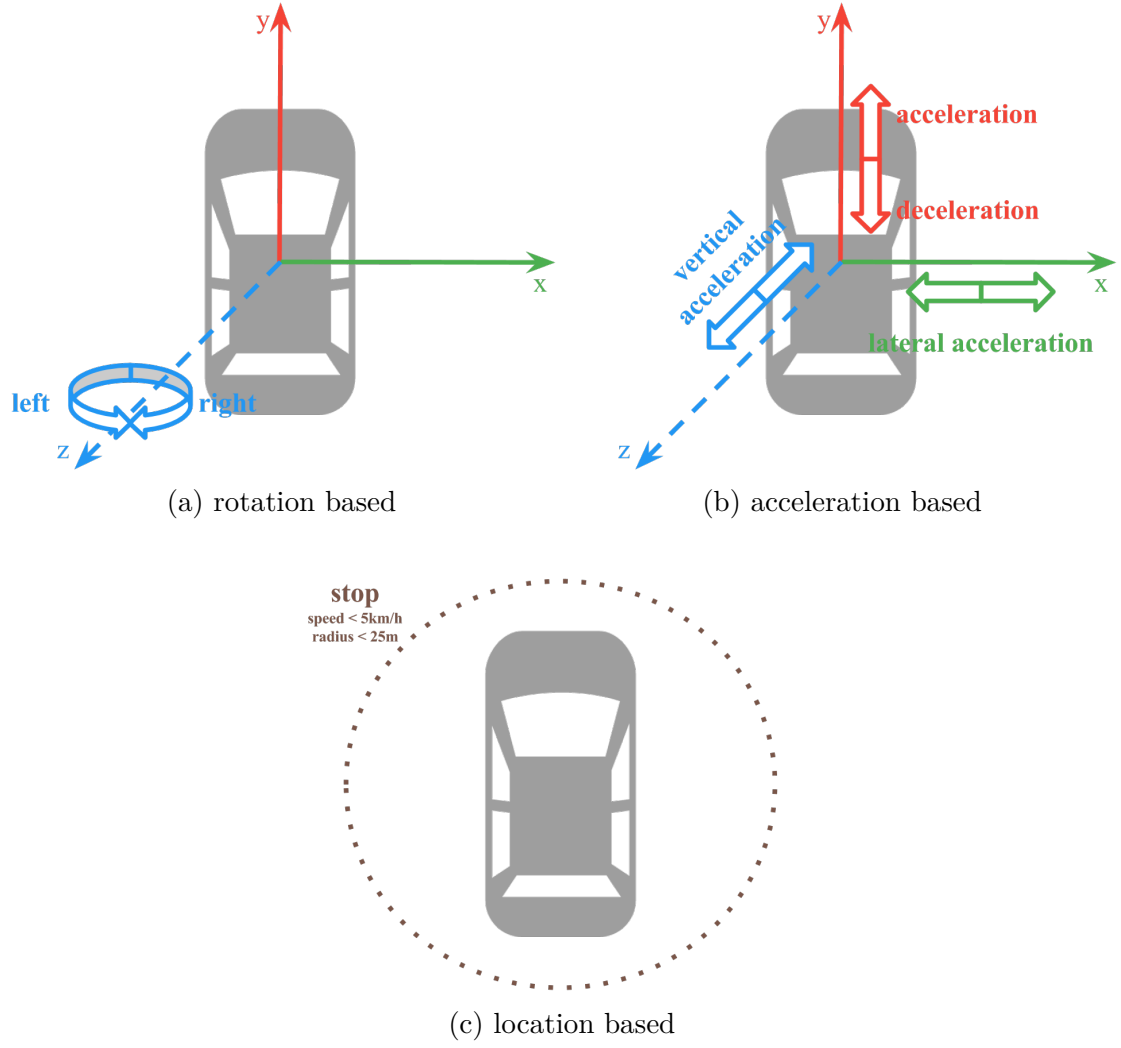 y
x
left
right
z
(a) rotation based
y
acceleration
deceleration
vertical
acceleration
x
lateral acceleration
z
(b) acceleration based
stop
speed < 5km/h
radius < 25m
(c) location based